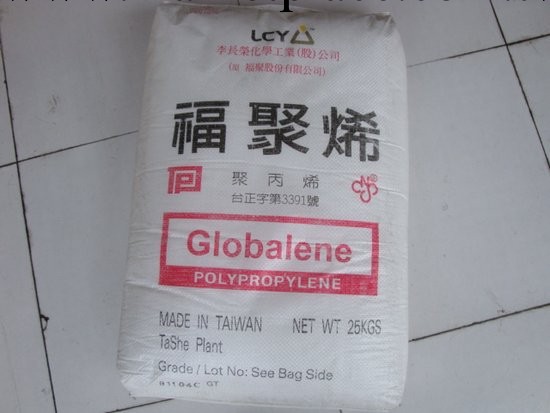 LCY
李長榮化學工業(股)公司
(原 福聚股份有限公司)
福聚烯
聚丙烯
台正字第3391號
Globalene
POLYPROPYLENE
MADE IN TAIWAN NET WT 25KGS
TaShe Plant
Grade / Lot No: See Bag Side